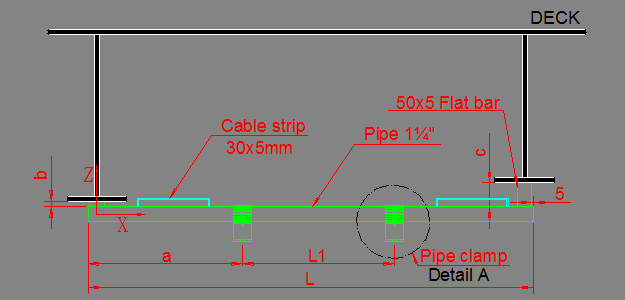 DECK
50x5 Flat bar
Cable strip
30x5mm
Pipe 1¼"
c
b
Z
5
X
a
L1
Pipe clamp
L
Detail A